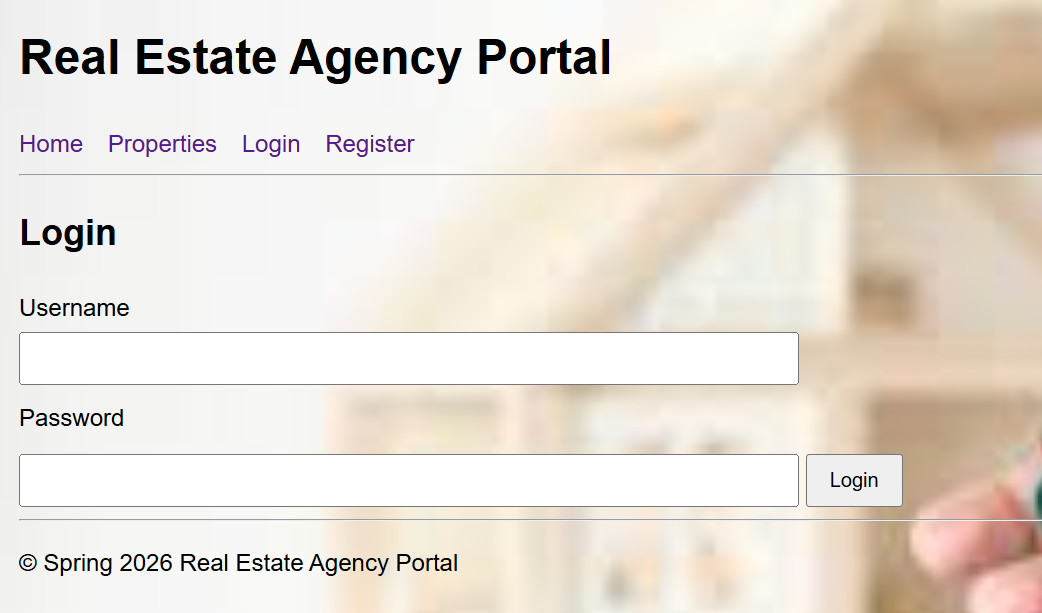 Real Estate Agency Portal
Home Properties Login Register
Login
Username
Password
Login
© Spring 2026 Real Estate Agency Portal